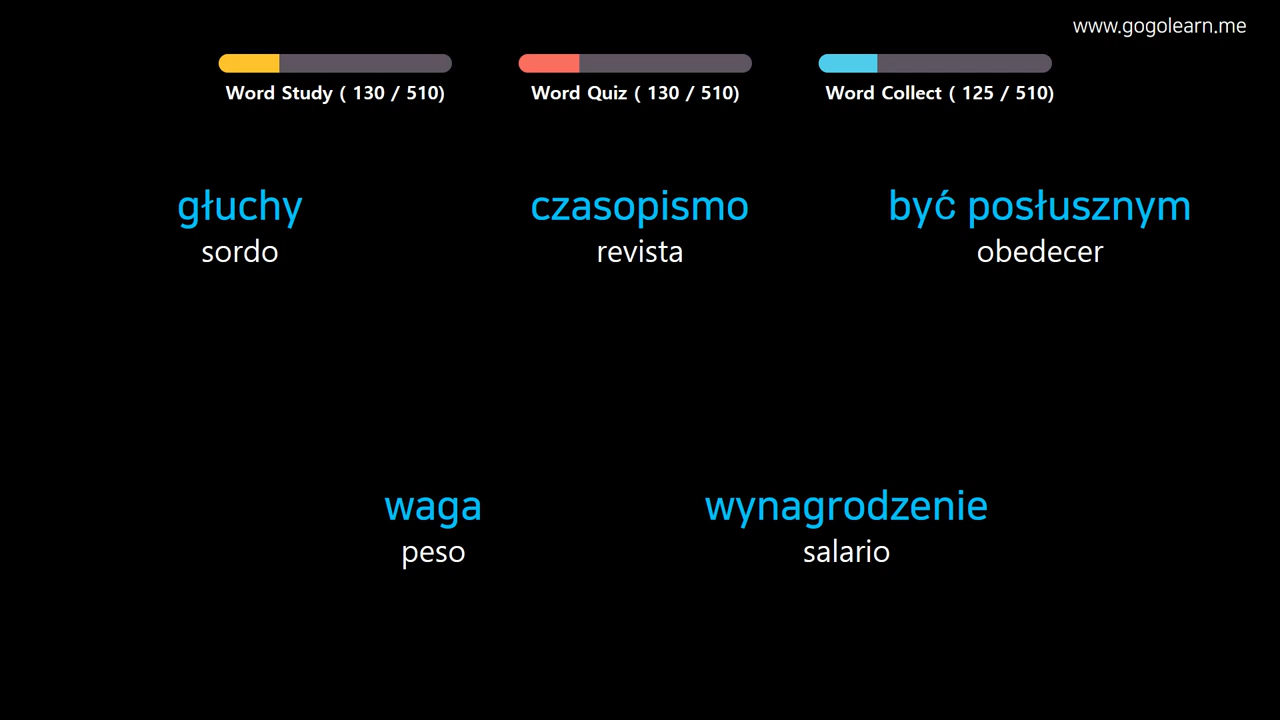 www.gogolearn.me
Word Study ( 130 / 510)
Word Quiz ( 130 / 510)
Word Collect ( 125 / 510)
głuchy
sordo
czasopismo
revista
być posłusznym
obedecer
waga
peso
wynagrodzenie
salario